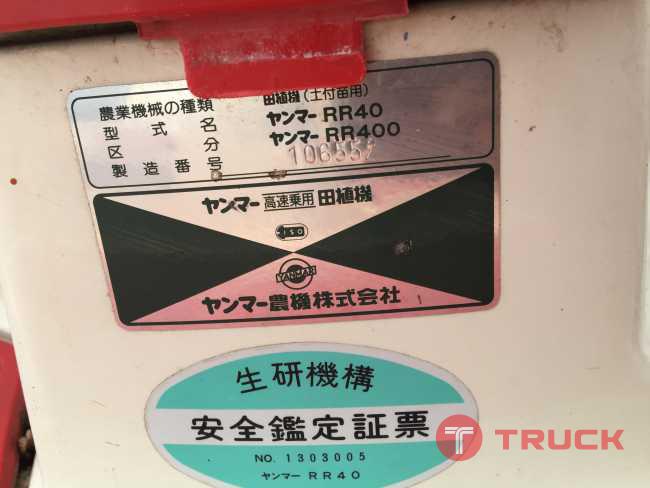 農業機械の種類 田植機(土付苗用)
型式名 ヤンマー RR40
区分 ヤンマー RR400
製造番号 106557
ヤンマー 高速乗用 田植機
ISO
YANMAR
ヤンマー農機株式会社
生研機構
安全鑑定証票
NO. 1303005
ヤンマー RR40
TRUCK